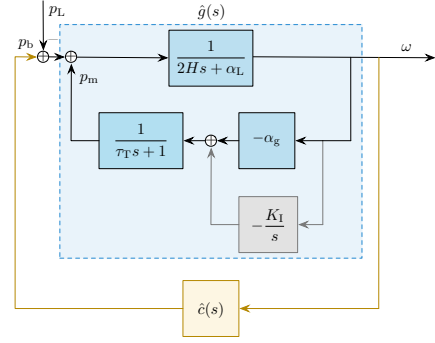 p_L
ĝ(s)
p_b
−
ω
1/(2Hs + α_L)
p_m
1/(τ_T s + 1)
−α_g
−K_I/s
ĉ(s)